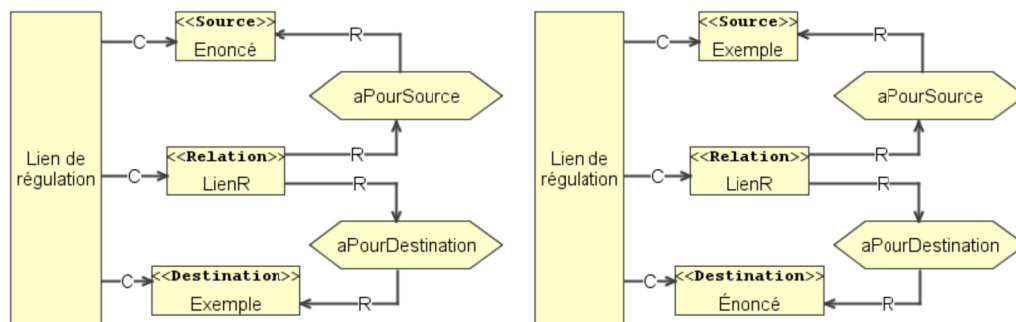 <<Source>>
Enoncé
C
R
aPourSource
Lien de
régulation
<<Relation>>
LienR
C
R
R
aPourDestination
<<Destination>>
Exemple
C
R
<<Source>>
Exemple
C
R
aPourSource
Lien de
régulation
<<Relation>>
LienR
C
R
R
aPourDestination
<<Destination>>
Énoncé
C
R